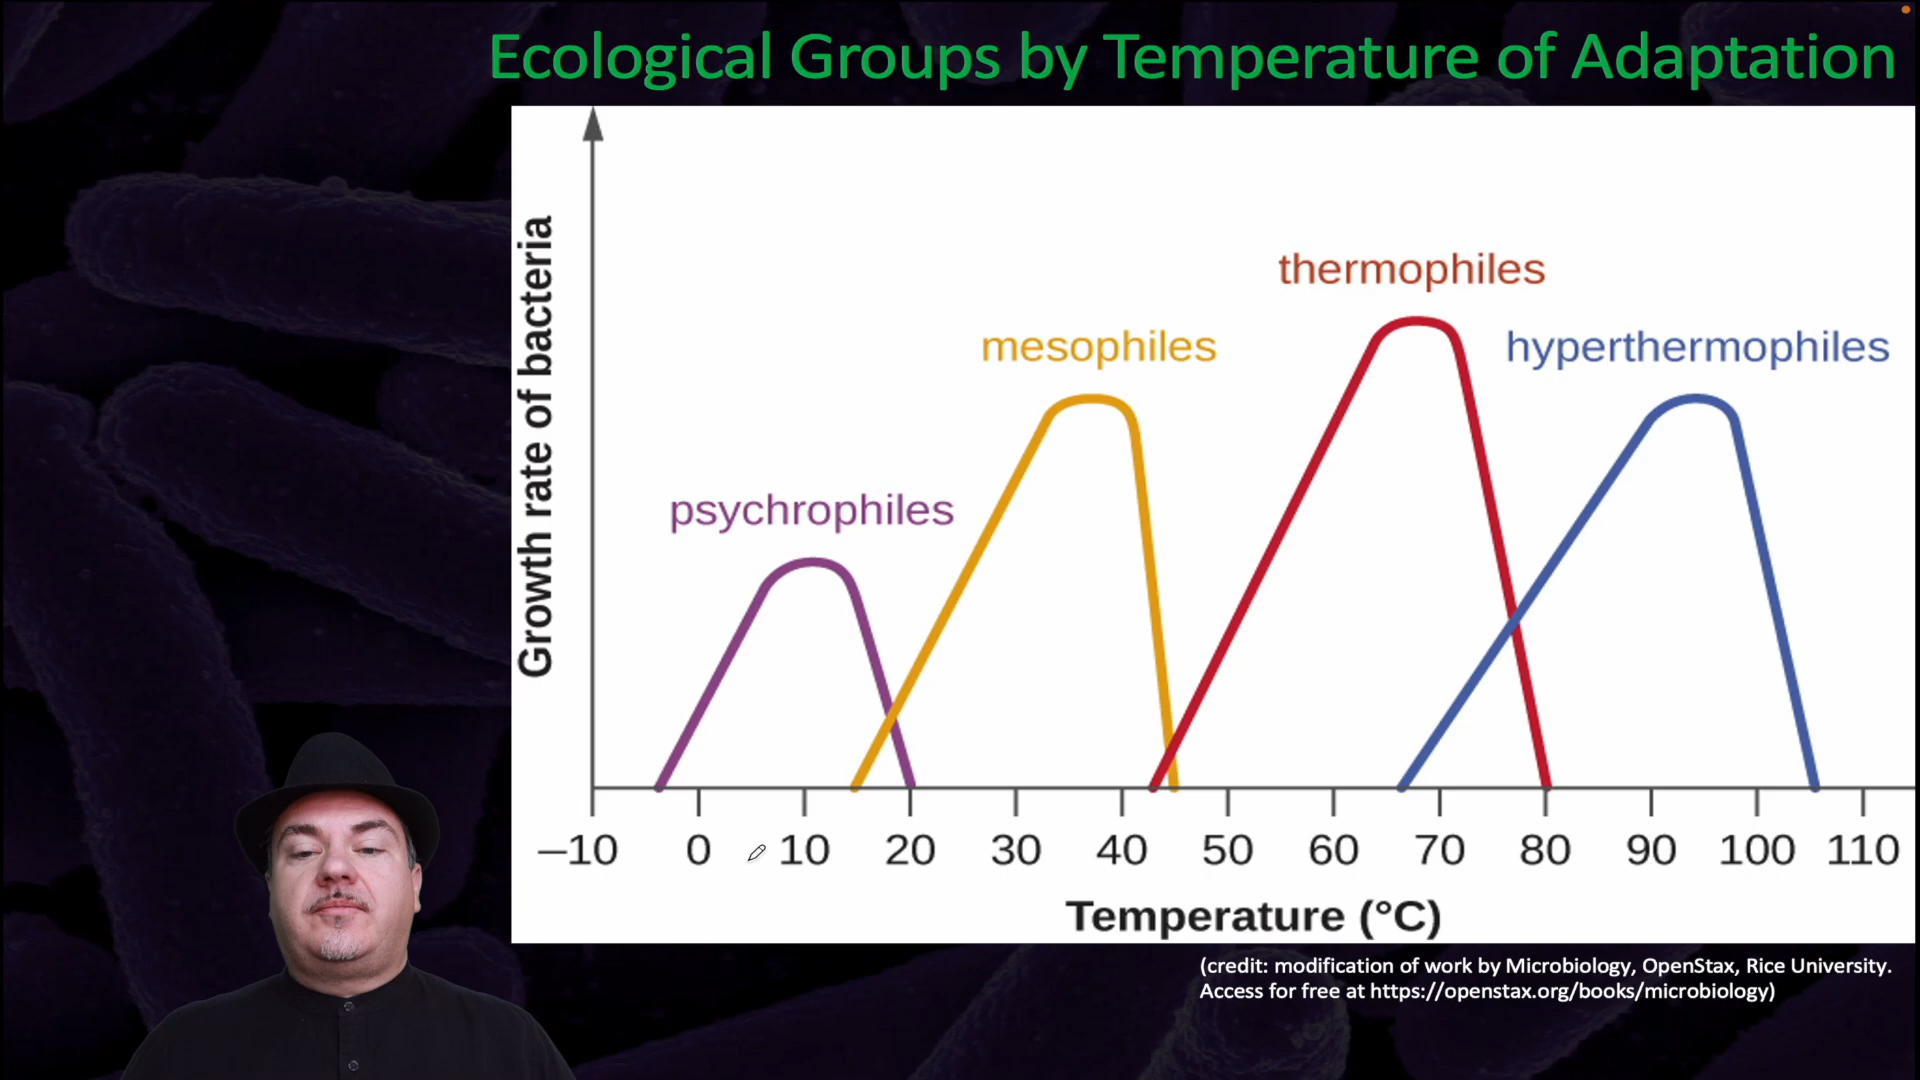 Ecological Groups by Temperature of Adaptation
Growth rate of bacteria
thermophiles
mesophiles
hyperthermophiles
psychrophiles
–10 0 10 20 30 40 50 60 70 80 90 100 110
Temperature (°C)
(credit: modification of work by Microbiology, OpenStax, Rice University.
Access for free at https://openstax.org/books/microbiology)